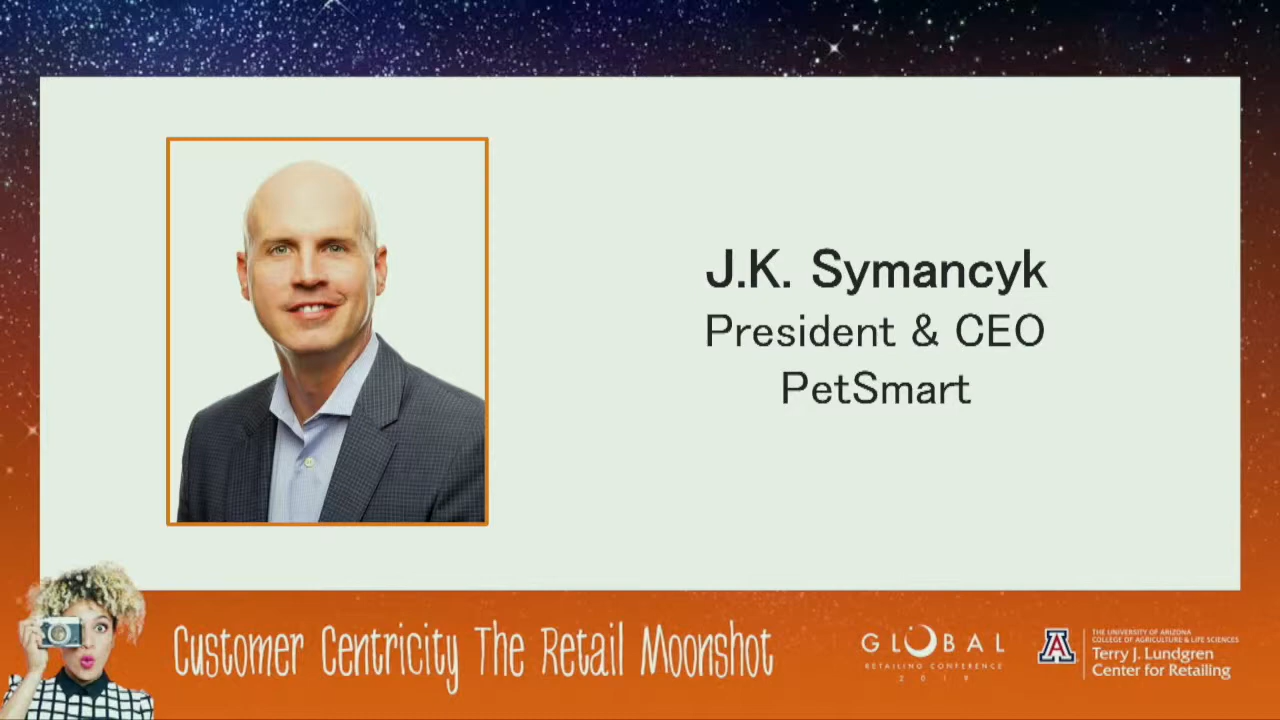 J.K. Symancyk
President & CEO
PetSmart
Customer Centricity The Retail Moonshot
GLOBAL
RETAILING CONFERENCE
2019
THE UNIVERSITY OF ARIZONA
COLLEGE OF AGRICULTURE & LIFE SCIENCES
Terry J. Lundgren
Center for Retailing
A